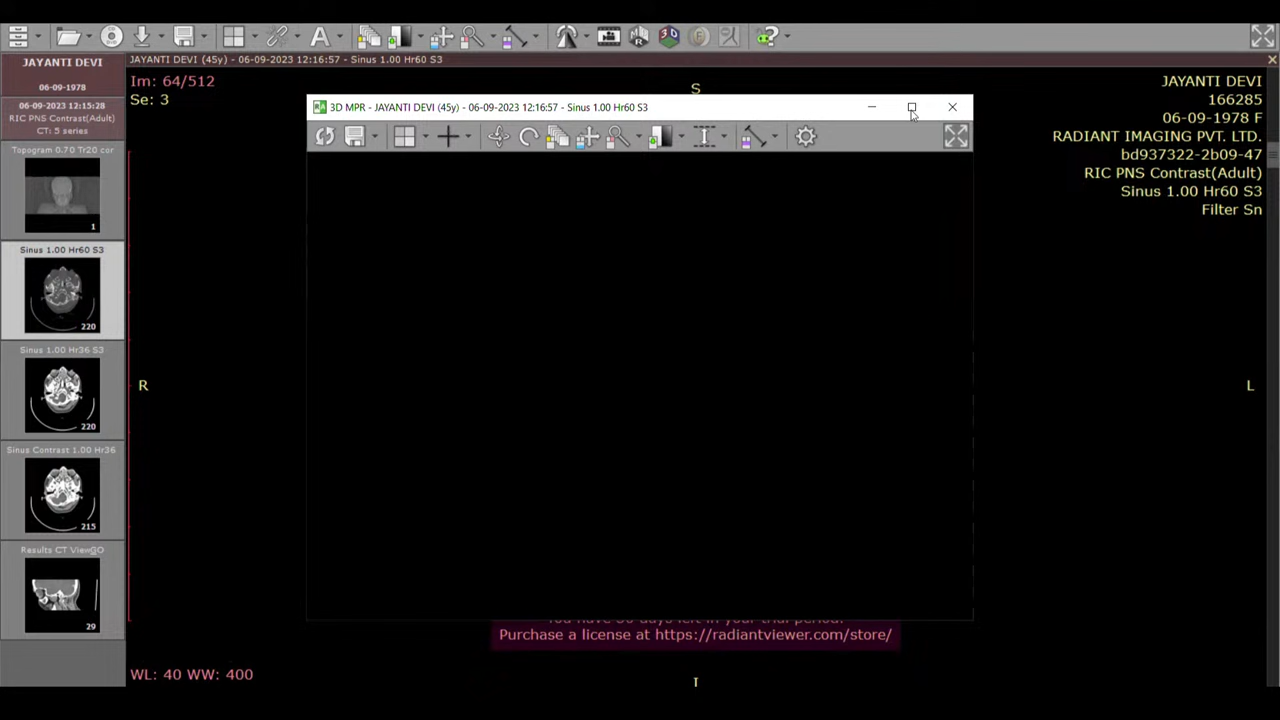 JAYANTI DEVI
06-09-1978
06-09-2023 12:15:28
RIC PNS Contrast(Adult)
CT: 5 series
Topogram 0.70 Tr20 cor
1
Sinus 1.00 Hr60 S3
220
Sinus 1.00 Hr36 S3
220
Sinus Contrast 1.00 Hr36
215
Results CT ViewGO
29
JAYANTI DEVI (45y) - 06-09-2023 12:16:57 - Sinus 1.00 Hr60 S3
Im: 64/512
Se: 3
S
JAYANTI DEVI
166285
06-09-1978 F
RADIANT IMAGING PVT. LTD.
bd937322-2b09-47
RIC PNS Contrast(Adult)
Sinus 1.00 Hr60 S3
Filter Sn
3D MPR - JAYANTI DEVI (45y) - 06-09-2023 12:16:57 - Sinus 1.00 Hr60 S3
R
L
Purchase a license at https://radiantviewer.com/store/
WL: 40 WW: 400
I